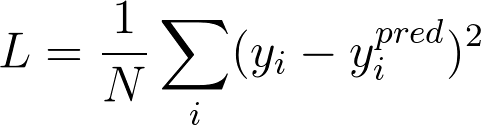 L = \frac{1}{N} \sum_{i} (y_i - y_i^{pred})^2